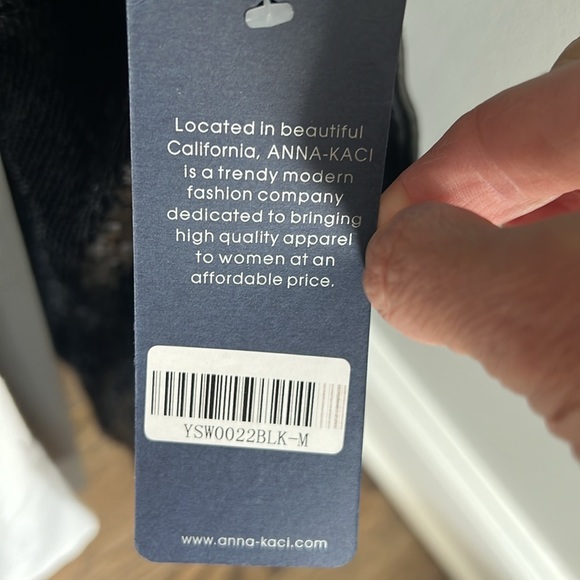 Located in beautiful
California, ANNA-KACI
is a trendy modern
fashion company
dedicated to bringing
high quality apparel
to women at an
affordable price.
YSW0022BLK-M
www.anna-kaci.com